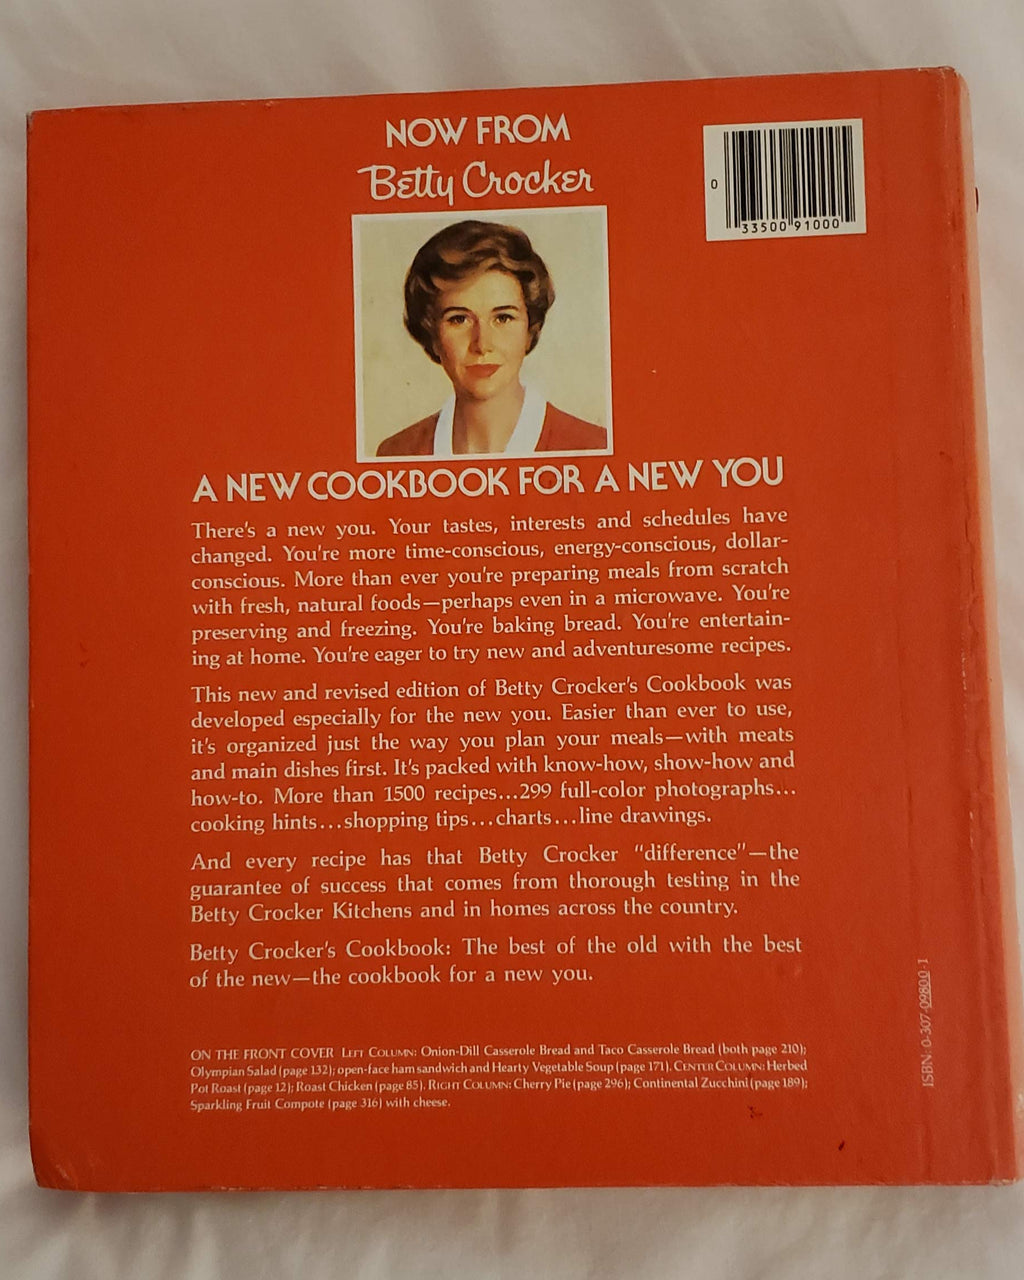 NOW FROM
Betty Crocker
0
33500 91000
A NEW COOKBOOK FOR A NEW YOU
There's a new you. Your tastes, interests and schedules have
changed. You're more time-conscious, energy-conscious, dollar-
conscious. More than ever you're preparing meals from scratch
with fresh, natural foods—perhaps even in a microwave. You're
preserving and freezing. You're baking bread. You're entertain-
ing at home. You're eager to try new and adventuresome recipes.
This new and revised edition of Betty Crocker's Cookbook was
developed especially for the new you. Easier than ever to use,
it's organized just the way you plan your meals—with meats
and main dishes first. It's packed with know-how, show-how and
how-to. More than 1500 recipes...299 full-color photographs...
cooking hints...shopping tips...charts...line drawings.
And every recipe has that Betty Crocker "difference"—the
guarantee of success that comes from thorough testing in the
Betty Crocker Kitchens and in homes across the country.
Betty Crocker's Cookbook: The best of the old with the best
of the new—the cookbook for a new you.
ON THE FRONT COVER LEFT COLUMN: Onion-Dill Casserole Bread and Taco Casserole Bread (both page 210);
Olympian Salad (page 132); open-face ham sandwich and Hearty Vegetable Soup (page 171). CENTER COLUMN: Herbed
Pot Roast (page 12); Roast Chicken (page 85). RIGHT COLUMN: Cherry Pie (page 296); Continental Zucchini (page 189);
Sparkling Fruit Compote (page 316) with cheese.
ISBN: 0-307-09800-1